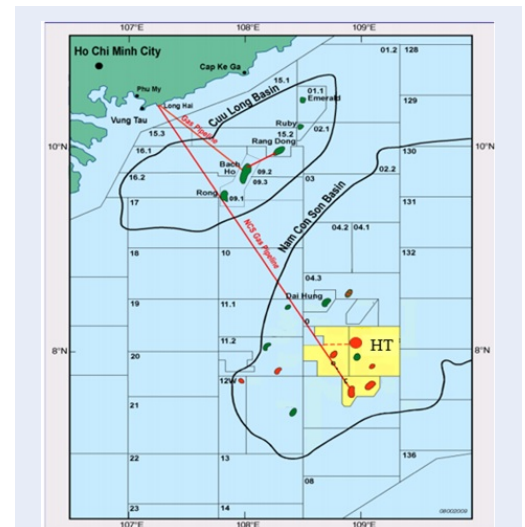 107°E
108°E
109°E
Ho Chi Minh City
01.2
128
Cap Ke Ga
Phu My
15.1
01.1
Emerald
129
Long Hai
Vung Tau
Gas Pipeline
Cuu Long Basin
Ruby
02.1
15.3
15.2
Rang Dong
10°N
10°N
16.1
130
Bach
Ho
09.2
09.3
02.2
16.2
03
Rong
09.1
17
NCS Gas Pipeline
Nam Con Son Basin
04.2
04.1
131
18
10
132
04.3
19
11.1
Dai Hung
11.2
HT
8°N
20
8°N
12W
21
22
13
136
08
23
14
107°E
108°E
109°E